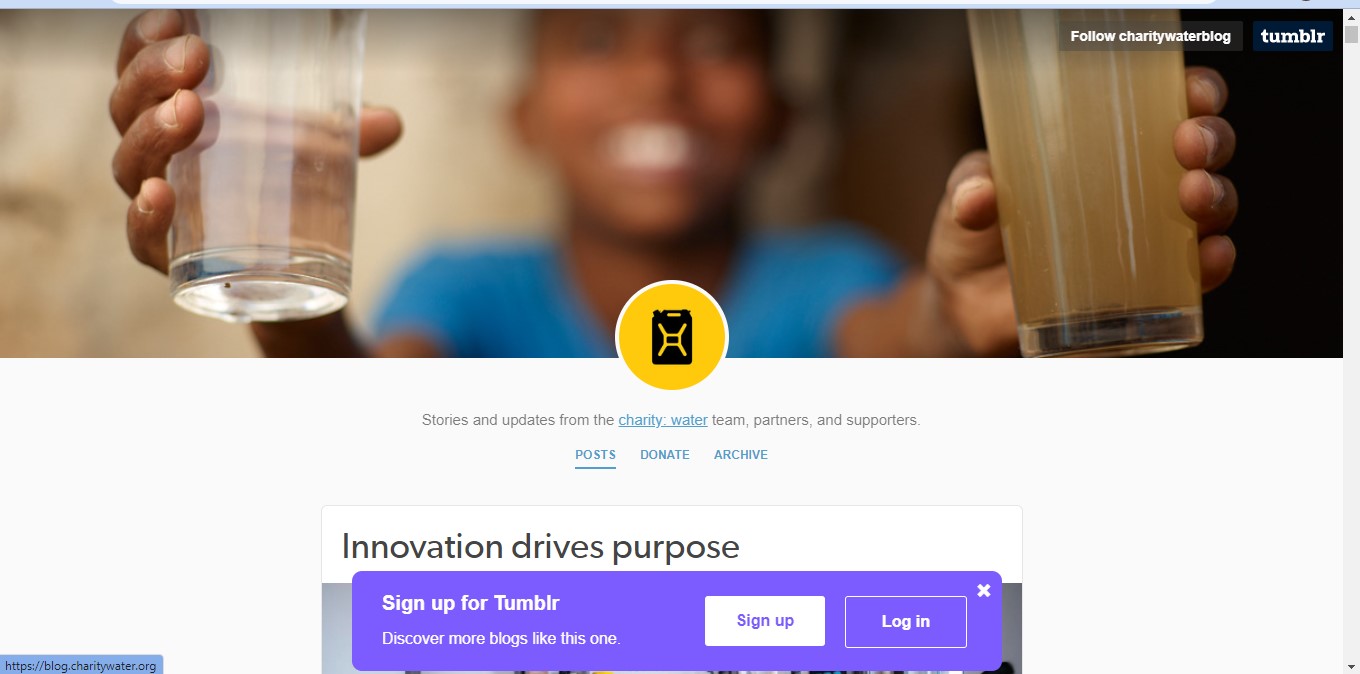 Follow charitywaterblog
tumblr
Stories and updates from the charity: water team, partners, and supporters.
POSTS DONATE ARCHIVE
Innovation drives purpose
Sign up for Tumblr
Discover more blogs like this one.
Sign up
Log in
https://blog.charitywater.org